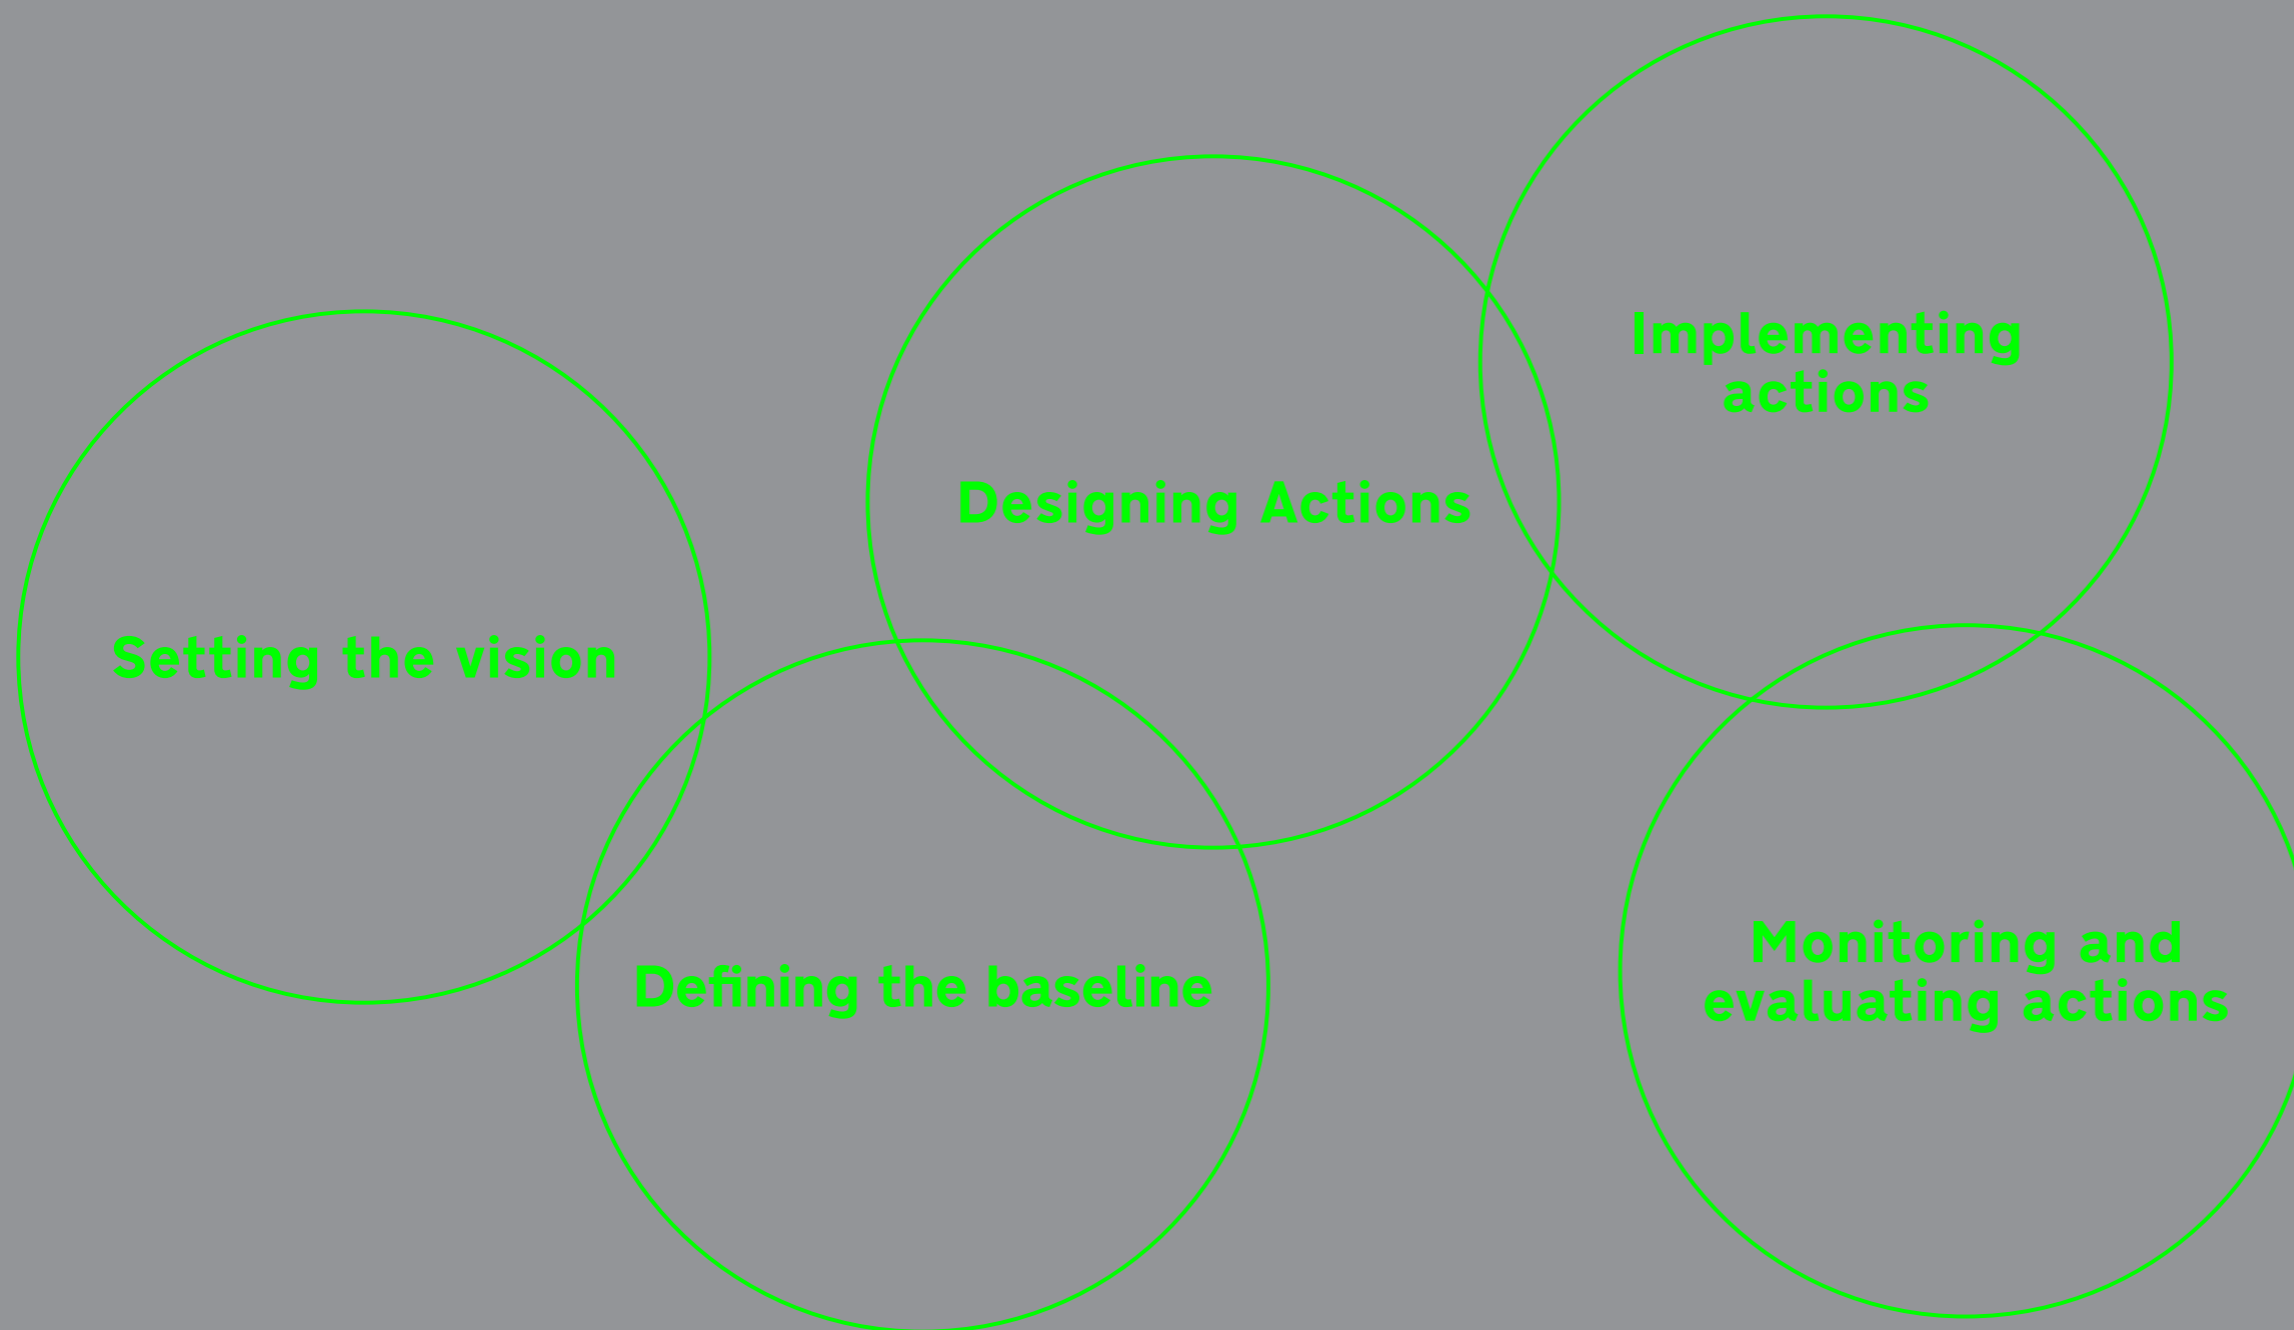 Setting the vision
Defining the baseline
Designing Actions
Implementing
actions
Monitoring and
evaluating actions